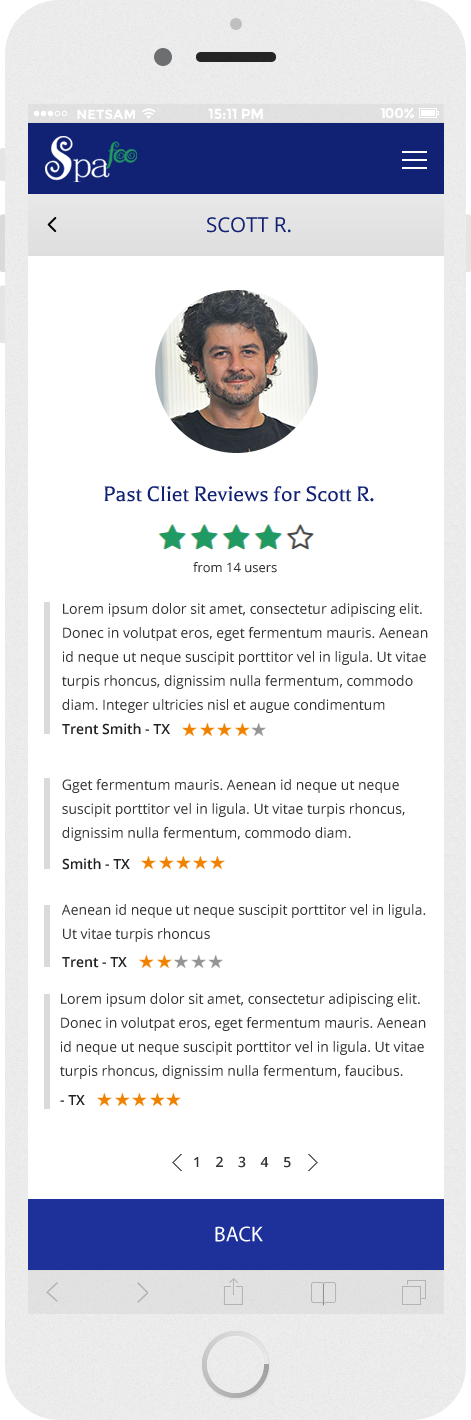 NETSAM 15:11 PM 100%
Spa foo
SCOTT R.
Past Cliet Reviews for Scott R.
from 14 users
Lorem ipsum dolor sit amet, consectetur adipiscing elit.
Donec in volutpat eros, eget fermentum mauris. Aenean
id neque ut neque suscipit porttitor vel in ligula. Ut vitae
turpis rhoncus, dignissim nulla fermentum, commodo
diam. Integer ultricies nisl et augue condimentum
Trent Smith - TX
Gget fermentum mauris. Aenean id neque ut neque
suscipit porttitor vel in ligula. Ut vitae turpis rhoncus,
dignissim nulla fermentum, commodo diam.
Smith - TX
Aenean id neque ut neque suscipit porttitor vel in ligula.
Ut vitae turpis rhoncus
Trent - TX
Lorem ipsum dolor sit amet, consectetur adipiscing elit.
Donec in volutpat eros, eget fermentum mauris. Aenean
id neque ut neque suscipit porttitor vel in ligula. Ut vitae
turpis rhoncus, dignissim nulla fermentum, faucibus.
- TX
1 2 3 4 5
BACK